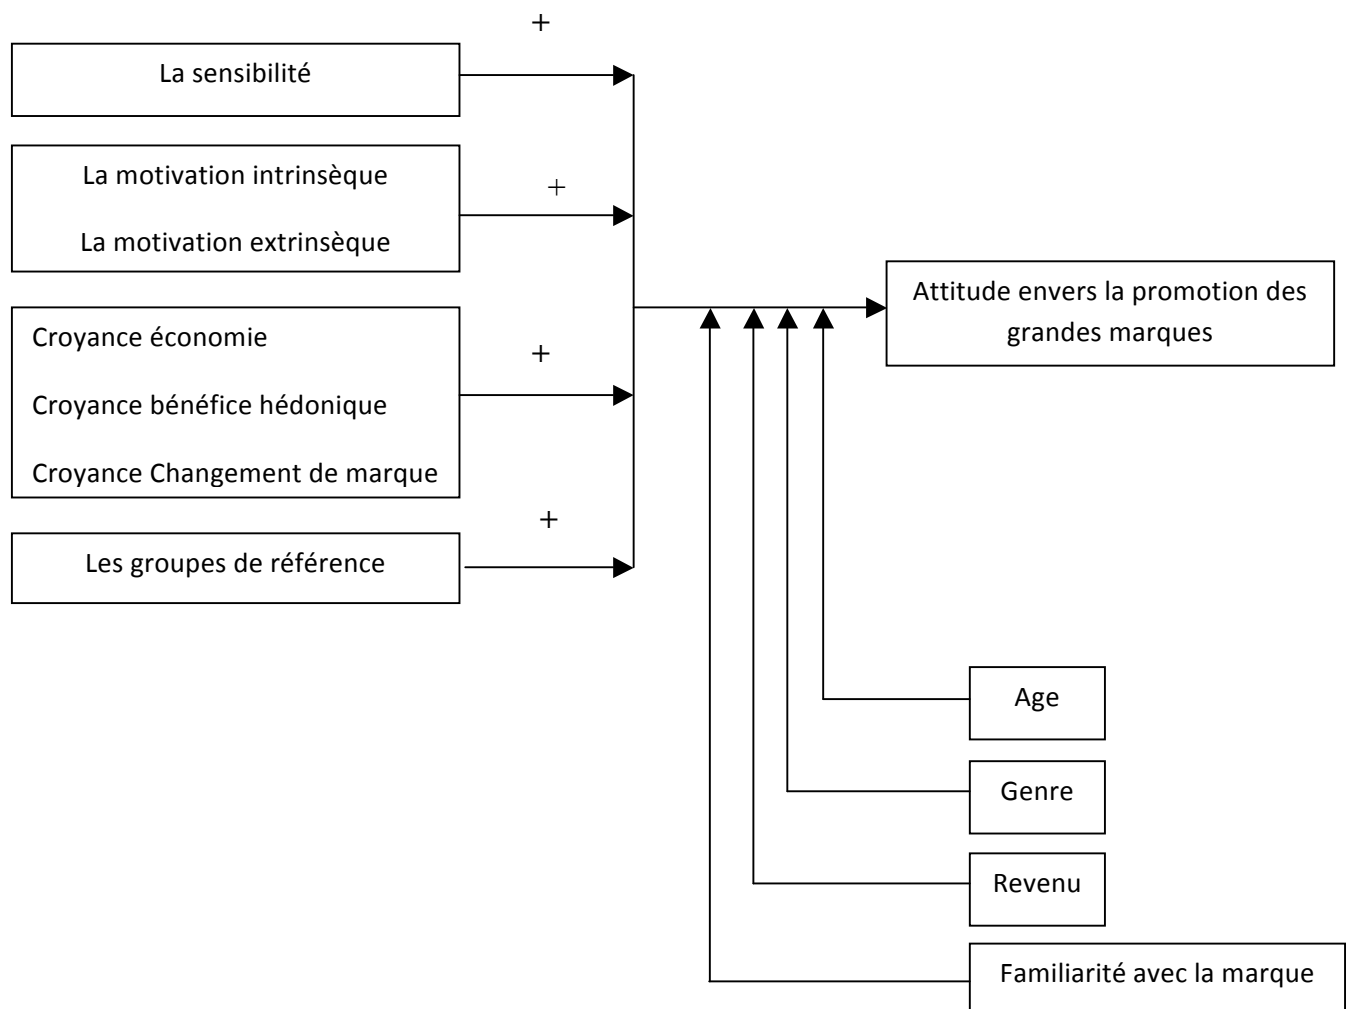 +
La sensibilité
La motivation intrinsèque
+
La motivation extrinsèque
Attitude envers la promotion des
grandes marques
Croyance économie
+
Croyance bénéfice hédonique
Croyance Changement de marque
+
Les groupes de référence
Age
Genre
Revenu
Familiarité avec la marque